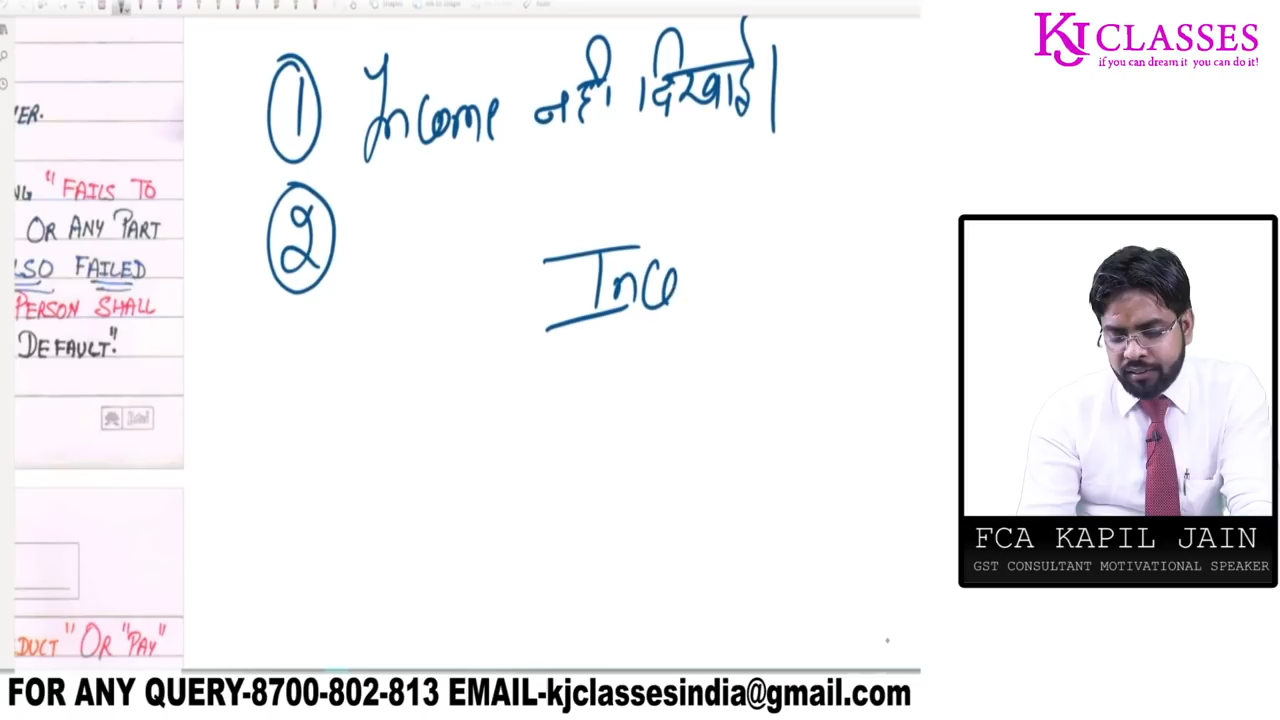 KJ CLASSES
if you can dream it you can do it!
① Income नही दिखाई।
②
Inco
VER.
NG "FAILS TO
OR ANY PART
LSO FAILED
PERSON SHALL
DEFAULT."
DUCT" OR "PAY"
FCA KAPIL JAIN
GST CONSULTANT MOTIVATIONAL SPEAKER
FOR ANY QUERY-8700-802-813 EMAIL-kjclassesindia@gmail.com